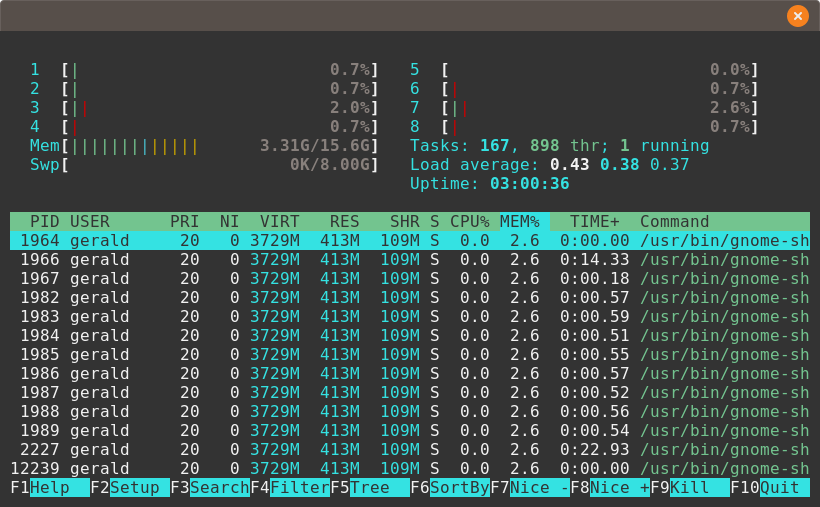 1 [| 0.7%] 5 [ 0.0%]
2 [| 0.7%] 6 [| 0.7%]
3 [|| 2.0%] 7 [|| 2.6%]
4 [| 0.7%] 8 [| 0.7%]
Mem[||||||||||||| 3.31G/15.6G] Tasks: 167, 898 thr; 1 running
Swp[ 0K/8.00G] Load average: 0.43 0.38 0.37
Uptime: 03:00:36
PID USER PRI NI VIRT RES SHR S CPU% MEM% TIME+ Command
1964 gerald 20 0 3729M 413M 109M S 0.0 2.6 0:00.00 /usr/bin/gnome-sh
1966 gerald 20 0 3729M 413M 109M S 0.0 2.6 0:14.33 /usr/bin/gnome-sh
1967 gerald 20 0 3729M 413M 109M S 0.0 2.6 0:00.18 /usr/bin/gnome-sh
1982 gerald 20 0 3729M 413M 109M S 0.0 2.6 0:00.57 /usr/bin/gnome-sh
1983 gerald 20 0 3729M 413M 109M S 0.0 2.6 0:00.59 /usr/bin/gnome-sh
1984 gerald 20 0 3729M 413M 109M S 0.0 2.6 0:00.51 /usr/bin/gnome-sh
1985 gerald 20 0 3729M 413M 109M S 0.0 2.6 0:00.55 /usr/bin/gnome-sh
1986 gerald 20 0 3729M 413M 109M S 0.0 2.6 0:00.57 /usr/bin/gnome-sh
1987 gerald 20 0 3729M 413M 109M S 0.0 2.6 0:00.52 /usr/bin/gnome-sh
1988 gerald 20 0 3729M 413M 109M S 0.0 2.6 0:00.56 /usr/bin/gnome-sh
1989 gerald 20 0 3729M 413M 109M S 0.0 2.6 0:00.54 /usr/bin/gnome-sh
2227 gerald 20 0 3729M 413M 109M S 0.0 2.6 0:22.93 /usr/bin/gnome-sh
12239 gerald 20 0 3729M 413M 109M S 0.0 2.6 0:00.00 /usr/bin/gnome-sh
F1Help F2Setup F3SearchF4FilterF5Tree F6SortByF7Nice -F8Nice +F9Kill F10Quit